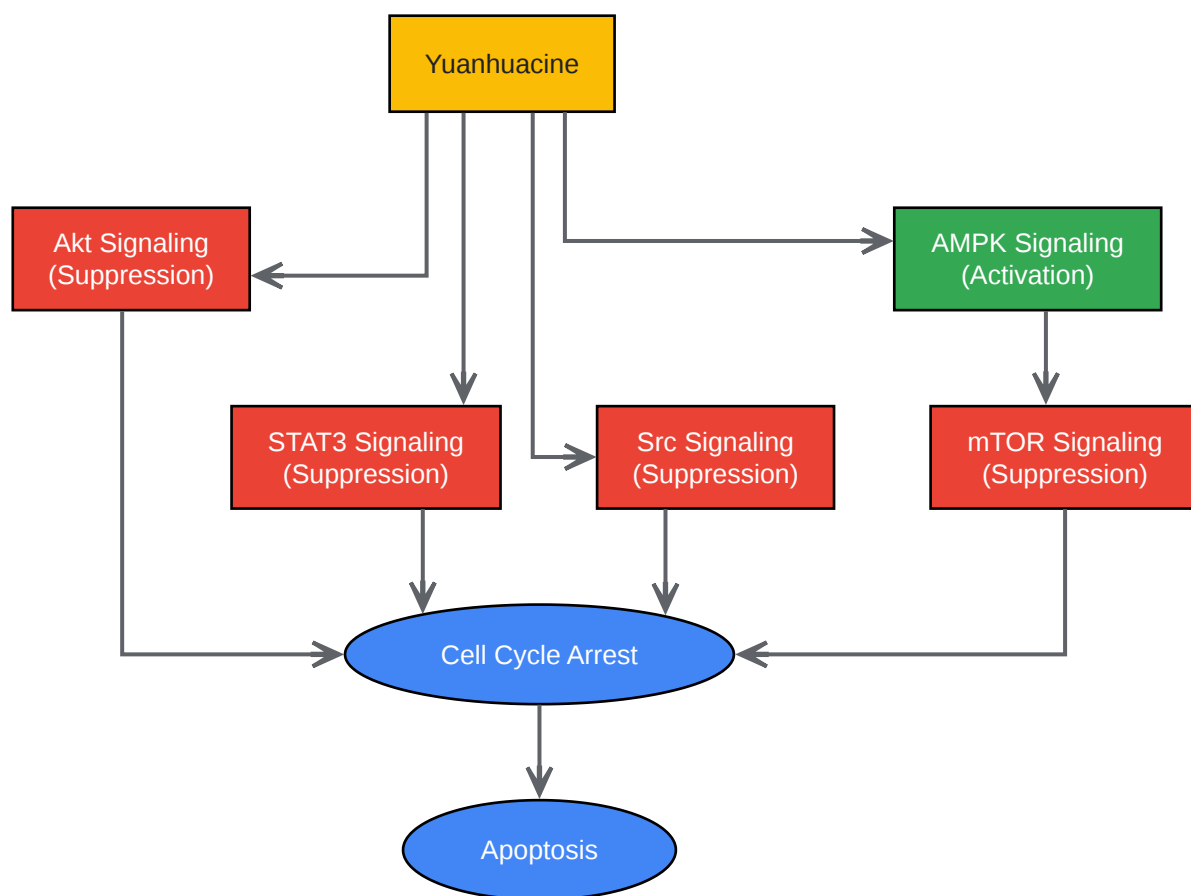 Yuanhuacine
Akt Signaling
(Suppression)
AMPK Signaling
(Activation)
STAT3 Signaling
(Suppression)
Src Signaling
(Suppression)
mTOR Signaling
(Suppression)
Cell Cycle Arrest
Apoptosis